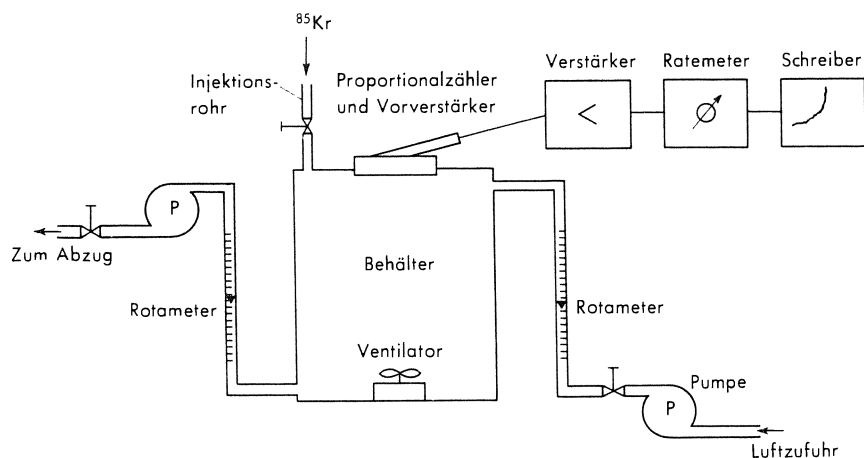 ⁸⁵Kr
Injektions-
rohr
Proportionalzähler
und Vorverstärker
Verstärker
Ratemeter
Schreiber
P
Zum Abzug
Behälter
Rotameter
Rotameter
Ventilator
Pumpe
P
Luftzufuhr